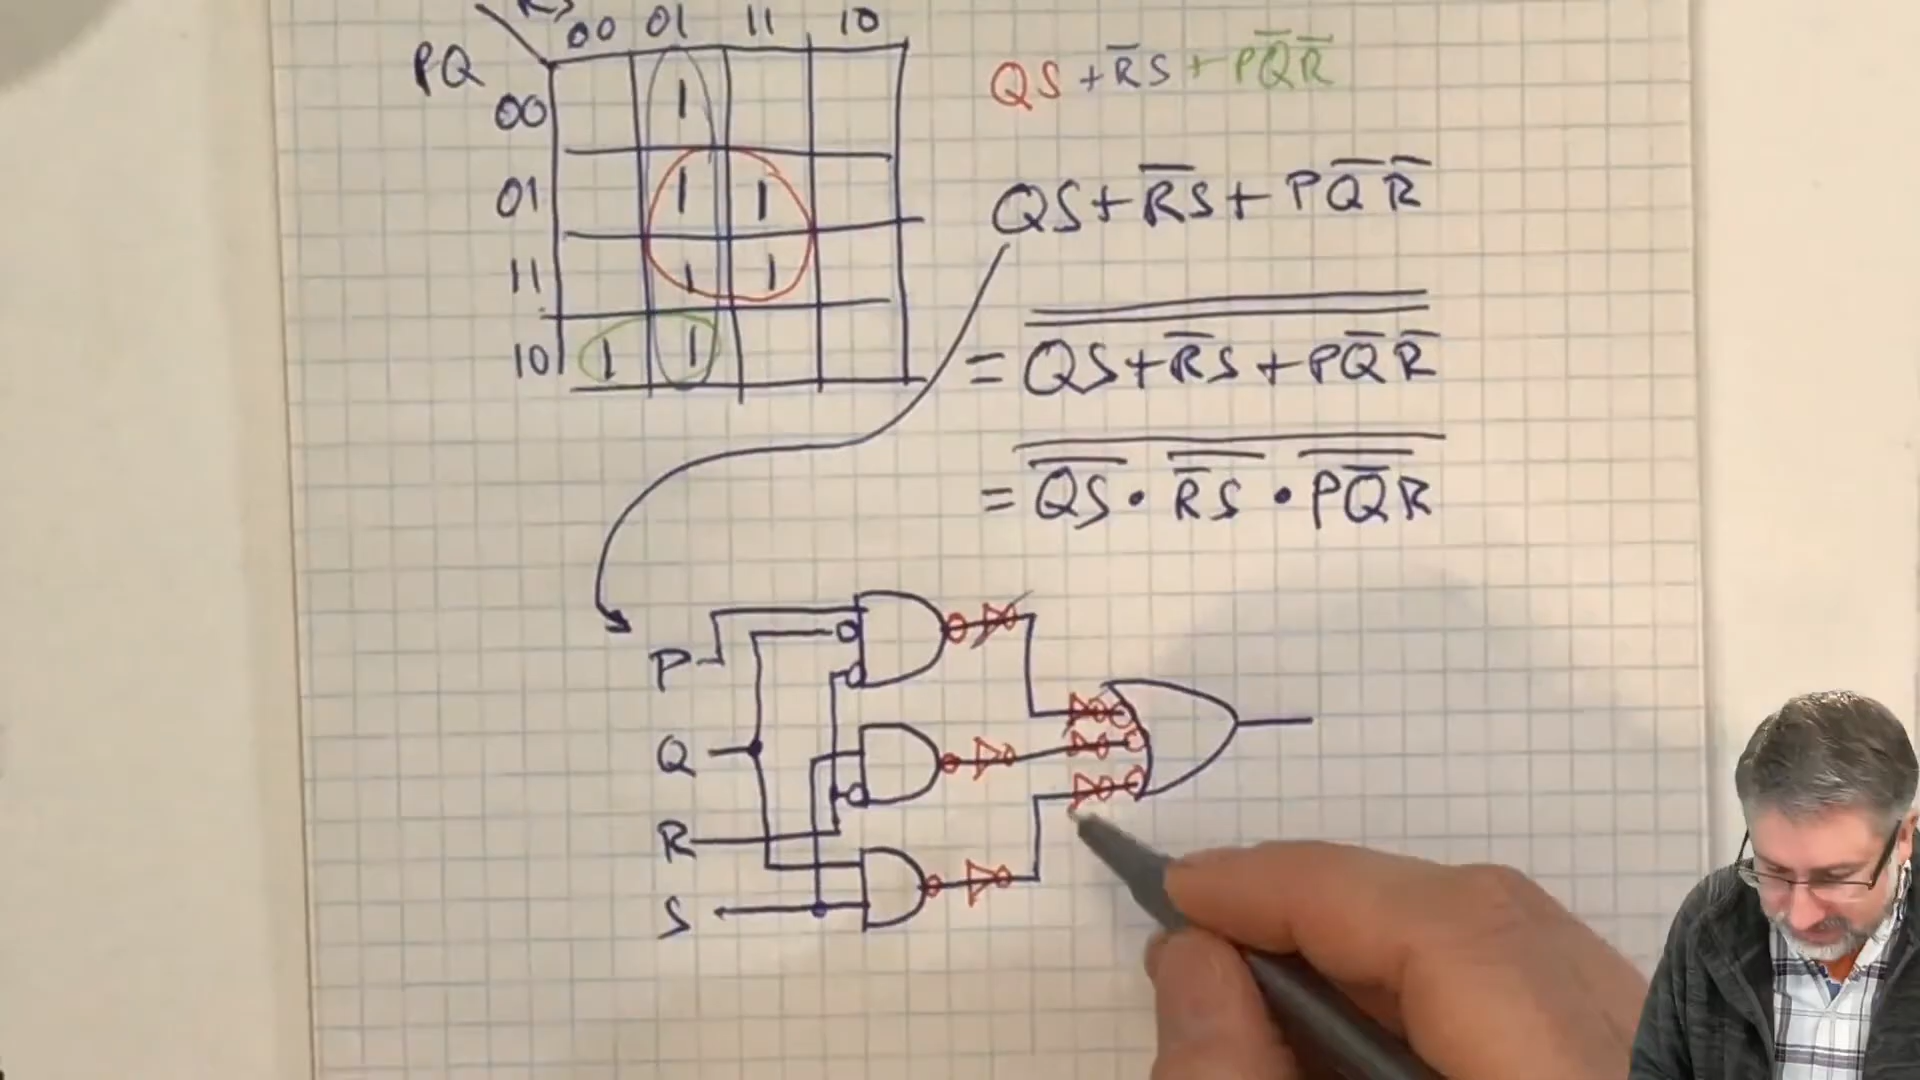 RS
00 01 11 10
PQ
00 1
01 1 1
11 1 1
10 1 1
QS + R̅S + PQ̅R̅
QS + R̅S + PQ̅R̅
= QS + R̅S + PQ̅R̅
= QS • R̅S • PQ̅R
P
Q
R
S